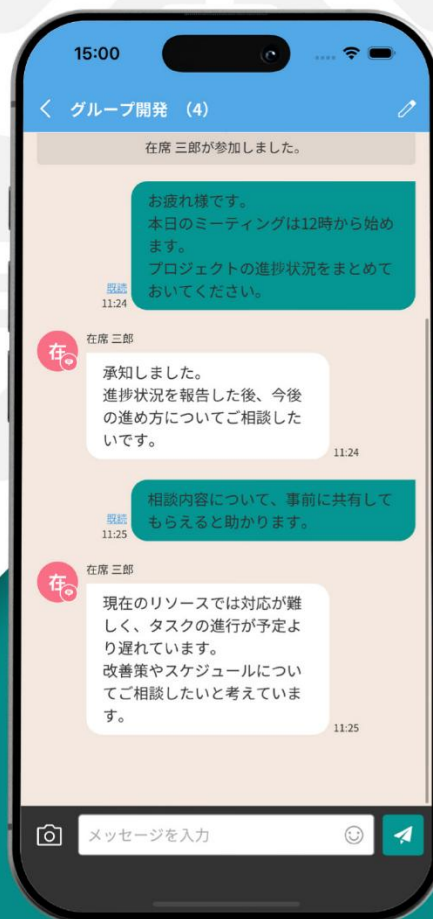 15:00
グループ開発 （4）
在席 三郎が参加しました。
お疲れ様です。
本日のミーティングは12時から始め
ます。
プロジェクトの進捗状況をまとめて
おいてください。
既読
11:24
在席 三郎
在
承知しました。
進捗状況を報告した後、今後
の進め方についてご相談した
いです。
11:24
相談内容について、事前に共有して
もらえると助かります。
既読
11:25
在席 三郎
在
現在のリソースでは対応が難
しく、タスクの進行が予定よ
り遅れています。
改善策やスケジュールについ
てご相談したいと考えていま
す。
11:25
メッセージを入力